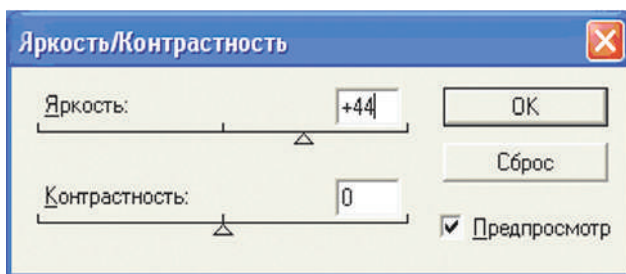 Яркость/Контрастность
Яркость: +44
OK
Сброс
Контрастность: 0
Предпросмотр